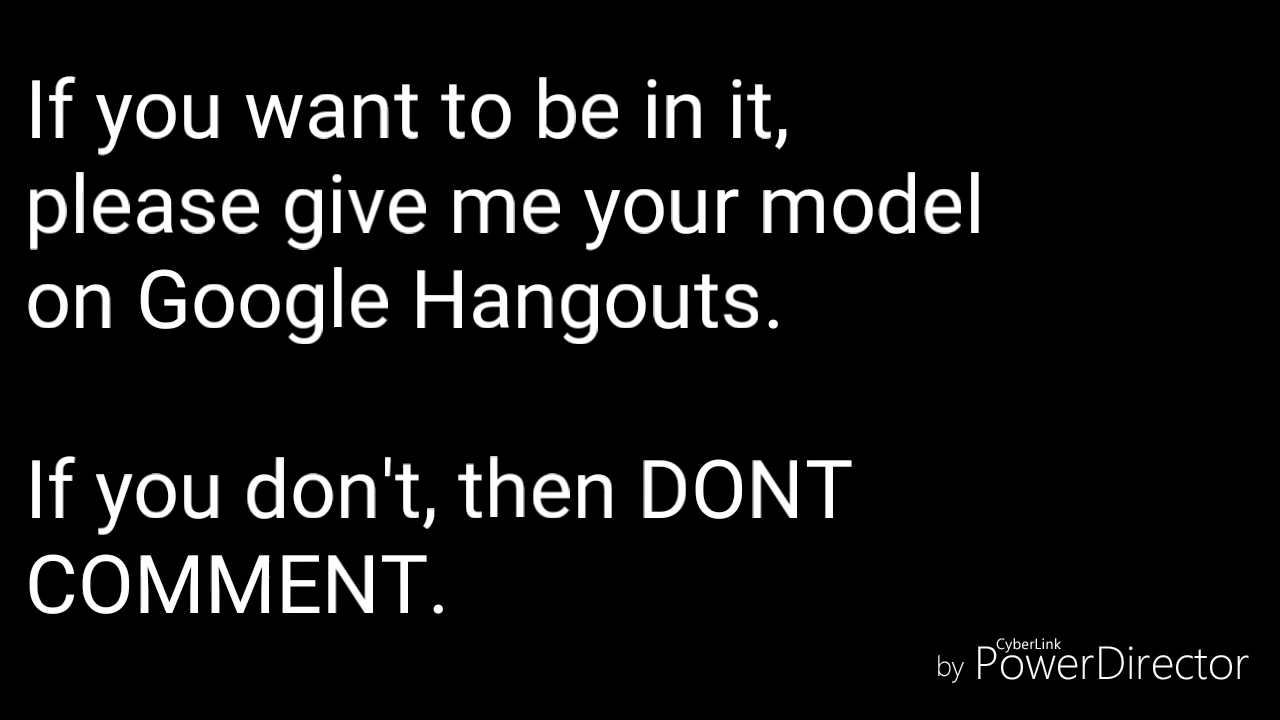 If you want to be in it,
please give me your model
on Google Hangouts.
If you don't, then DONT
COMMENT.
CyberLink
by PowerDirector